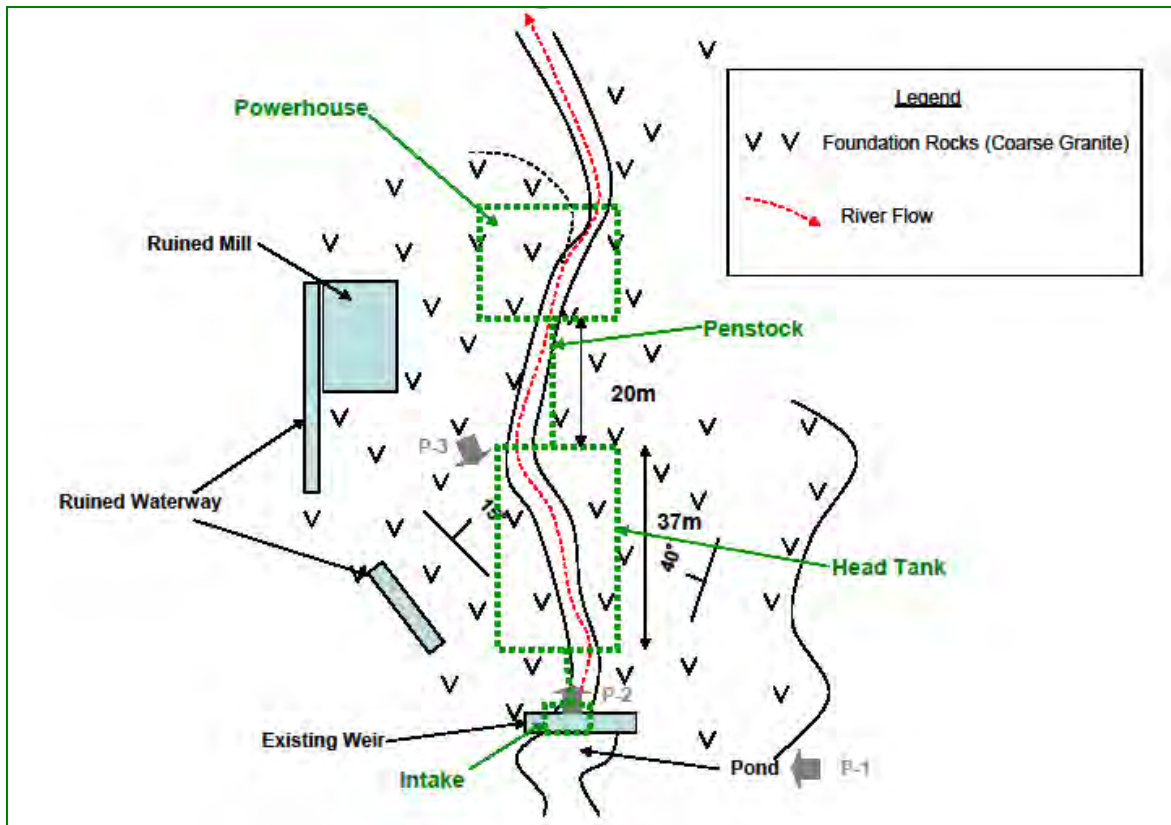 Legend
Foundation Rocks (Coarse Granite)
River Flow
Powerhouse
Ruined Mill
Penstock
20m
P-3
Ruined Waterway
15°
37m
40°
Head Tank
P-2
Existing Weir
Intake
Pond
P-1